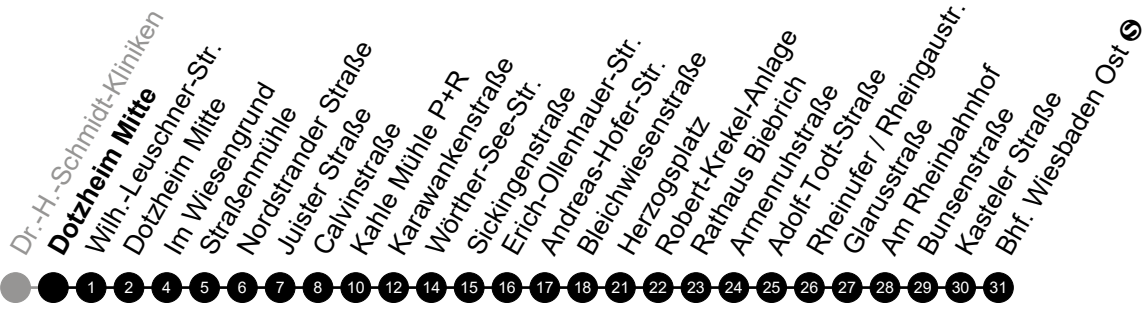 Dr.-H.-Schmidt-Kliniken
Dotzheim Mitte
Wilh.-Leuschner-Str.
Dotzheim Mitte
Im Wiesengrund
Straßenmühle
Nordstrander Straße
Juister Straße
Calvinstraße
Kahle Mühle P+R
Karawankenstraße
Wörther-See-Str.
Sickingenstraße
Erich-Ollenhauer-Str.
Andreas-Hofer-Str.
Bleichwiesenstraße
Herzogsplatz
Robert-Krekel-Anlage
Rathaus Biebrich
Armenruhstraße
Adolf-Todt-Straße
Rheinufer / Rheingaustr.
Glarusstraße
Am Rheinbahnhof
Bunsenstraße
Kasteler Straße
Bhf. Wiesbaden Ost S
1 2 4 5 6 7 8 10 12 14 15 16 17 18 21 22 23 24 25 26 27 28 29 30 31